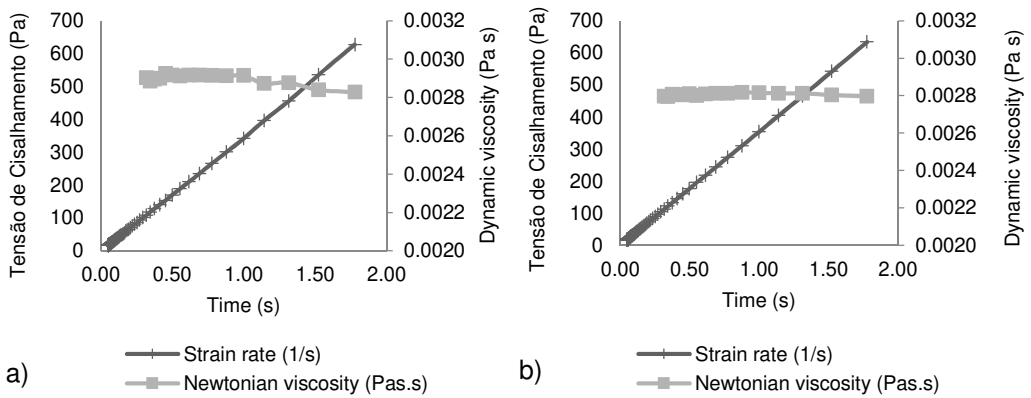 Tensão de Cisalhamento (Pa)
700
600
500
400
300
200
100
0
0.0032
0.0030
0.0028
0.0026
0.0024
0.0022
0.0020
Dynamic viscosity (Pa s)
0.00 0.50 1.00 1.50 2.00
Time (s)
Strain rate (1/s)
Newtonian viscosity (Pas.s)
a)
Tensão de Cisalhamento (Pa)
700
600
500
400
300
200
100
0
0.0032
0.0030
0.0028
0.0026
0.0024
0.0022
0.0020
Dynamic viscosity (Pa s)
0.00 0.50 1.00 1.50 2.00
Time (s)
Strain rate (1/s)
Newtonian viscosity (Pas.s)
b)